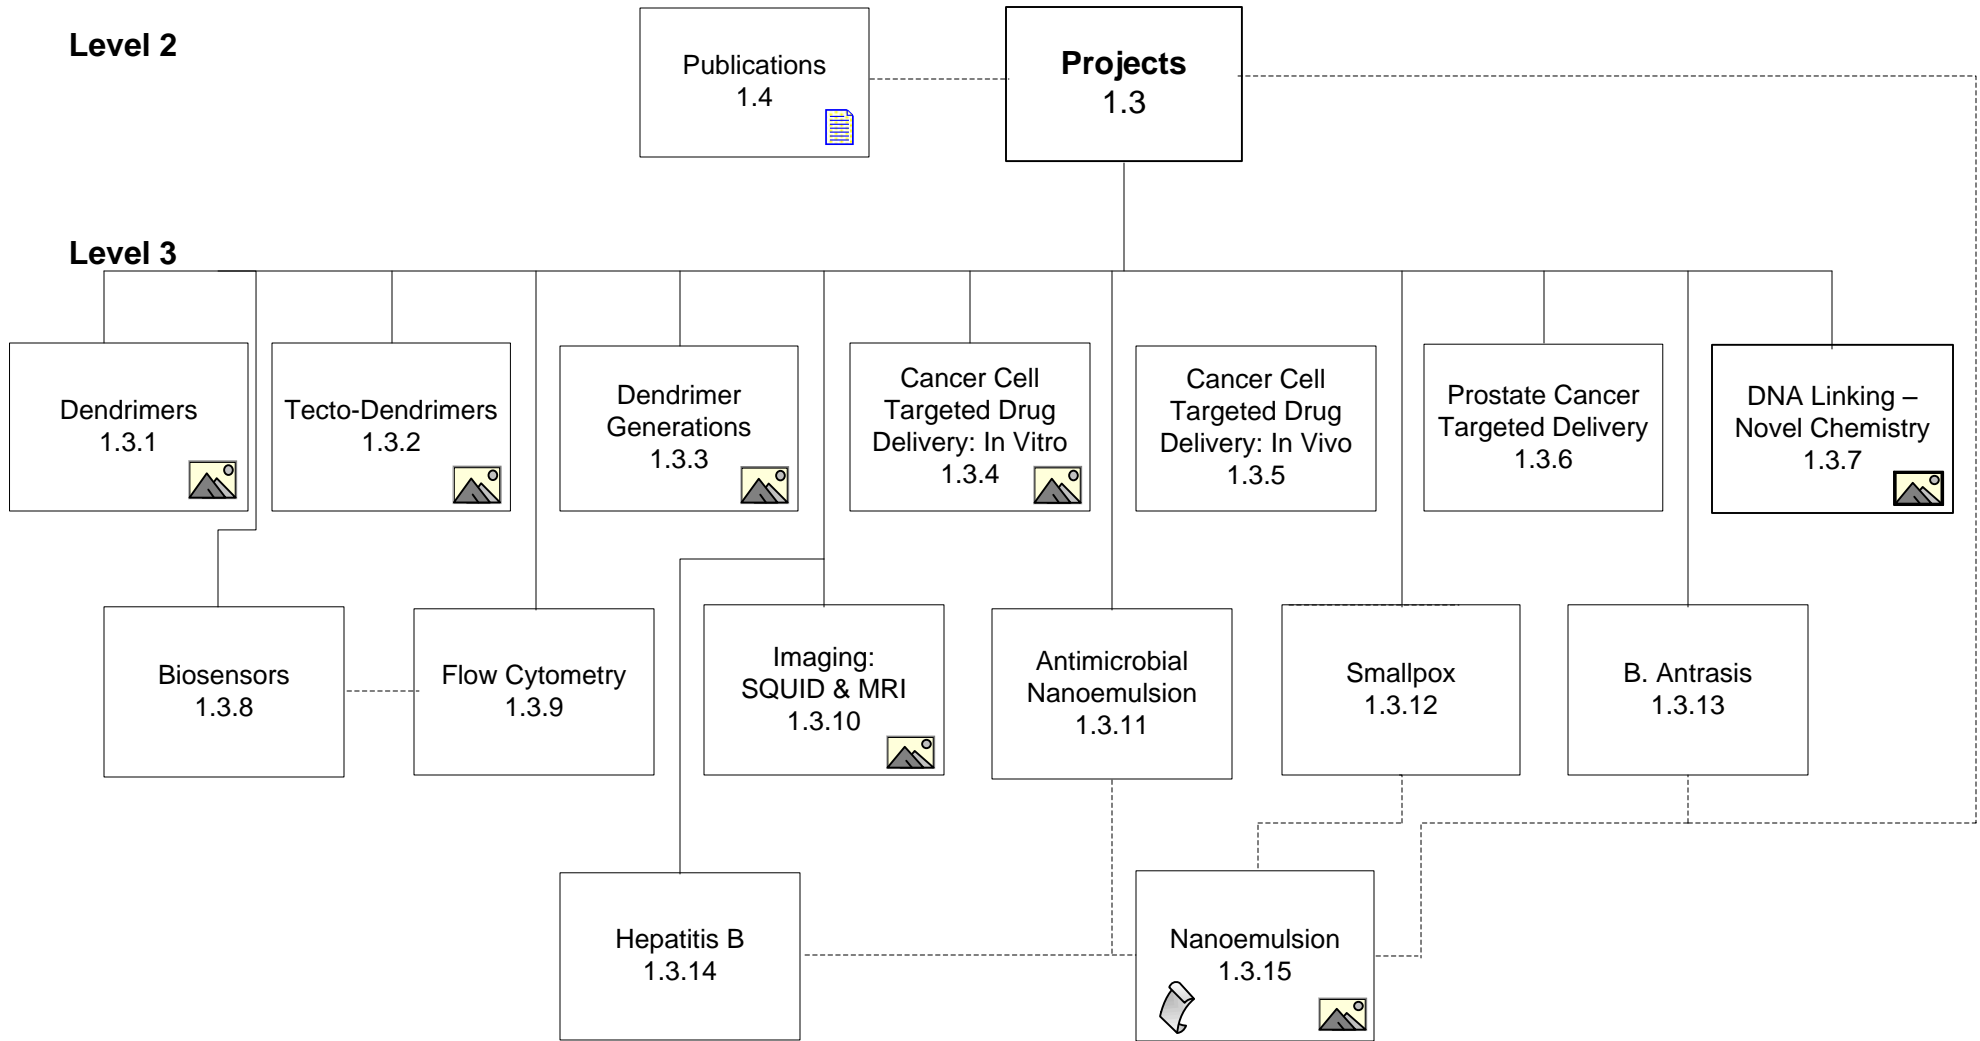 Level 2
Publications
1.4
Projects
1.3
Level 3
Dendrimers
1.3.1
Tecto-Dendrimers
1.3.2
Dendrimer
Generations
1.3.3
Cancer Cell
Targeted Drug
Delivery: In Vitro
1.3.4
Cancer Cell
Targeted Drug
Delivery: In Vivo
1.3.5
Prostate Cancer
Targeted Delivery
1.3.6
DNA Linking –
Novel Chemistry
1.3.7
Biosensors
1.3.8
Flow Cytometry
1.3.9
Imaging:
SQUID & MRI
1.3.10
Antimicrobial
Nanoemulsion
1.3.11
Smallpox
1.3.12
B. Antrasis
1.3.13
Hepatitis B
1.3.14
Nanoemulsion
1.3.15